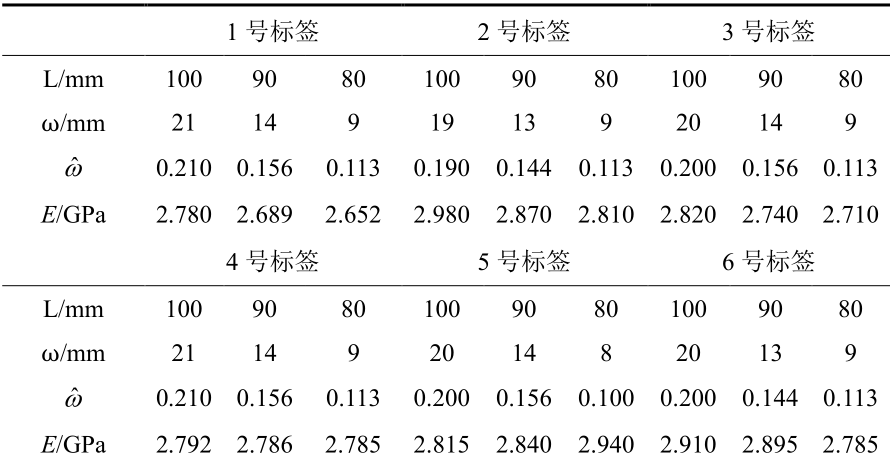 1 号标签 2 号标签 3 号标签
L/mm 100 90 80 100 90 80 100 90 80
ω/mm 21 14 9 19 13 9 20 14 9
ω̂ 0.210 0.156 0.113 0.190 0.144 0.113 0.200 0.156 0.113
E/GPa 2.780 2.689 2.652 2.980 2.870 2.810 2.820 2.740 2.710
4 号标签 5 号标签 6 号标签
L/mm 100 90 80 100 90 80 100 90 80
ω/mm 21 14 9 20 14 8 20 13 9
ω̂ 0.210 0.156 0.113 0.200 0.156 0.100 0.200 0.144 0.113
E/GPa 2.792 2.786 2.785 2.815 2.840 2.940 2.910 2.895 2.785